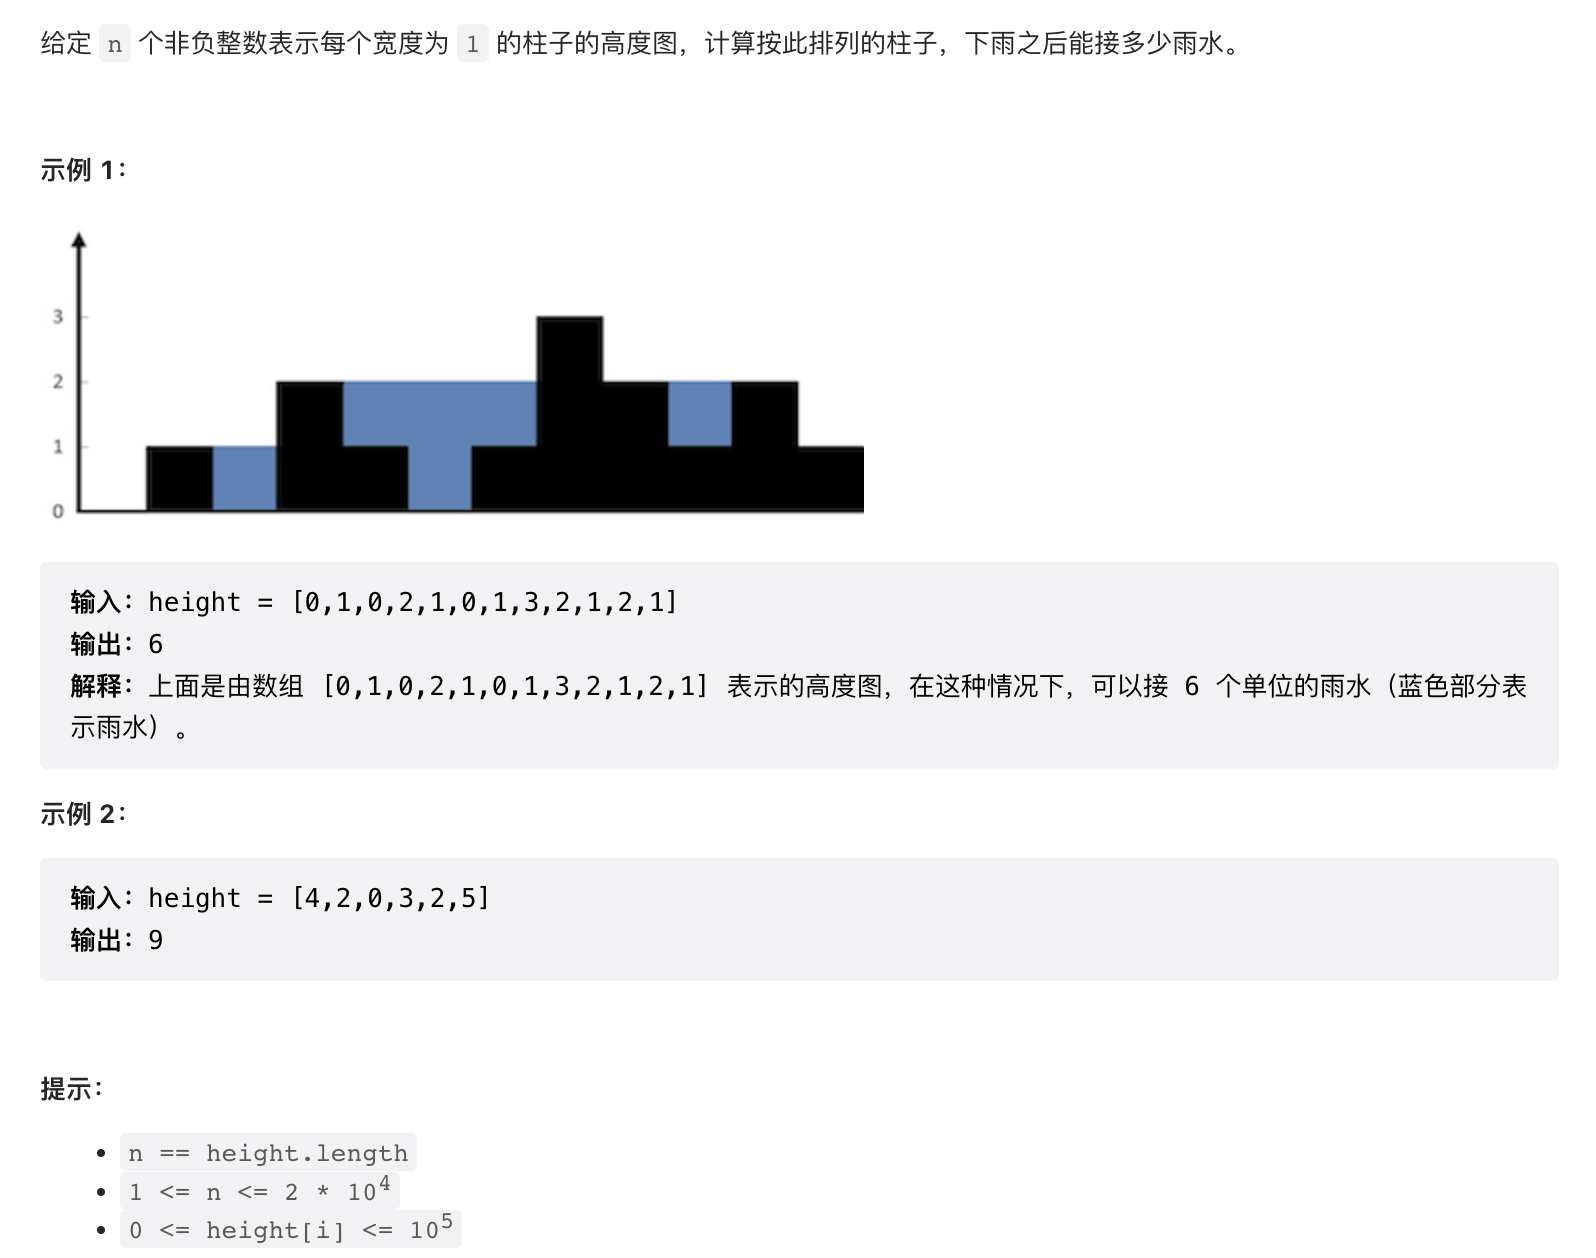 给定 n 个非负整数表示每个宽度为 1 的柱子的高度图，计算按此排列的柱子，下雨之后能接多少雨水。
示例 1：
3
2
1
0
输入：height = [0,1,0,2,1,0,1,3,2,1,2,1]
输出：6
解释：上面是由数组 [0,1,0,2,1,0,1,3,2,1,2,1] 表示的高度图，在这种情况下，可以接 6 个单位的雨水（蓝色部分表
示雨水）。
示例 2：
输入：height = [4,2,0,3,2,5]
输出：9
提示：
n == height.length
1 <= n <= 2 * 10⁴
0 <= height[i] <= 10⁵